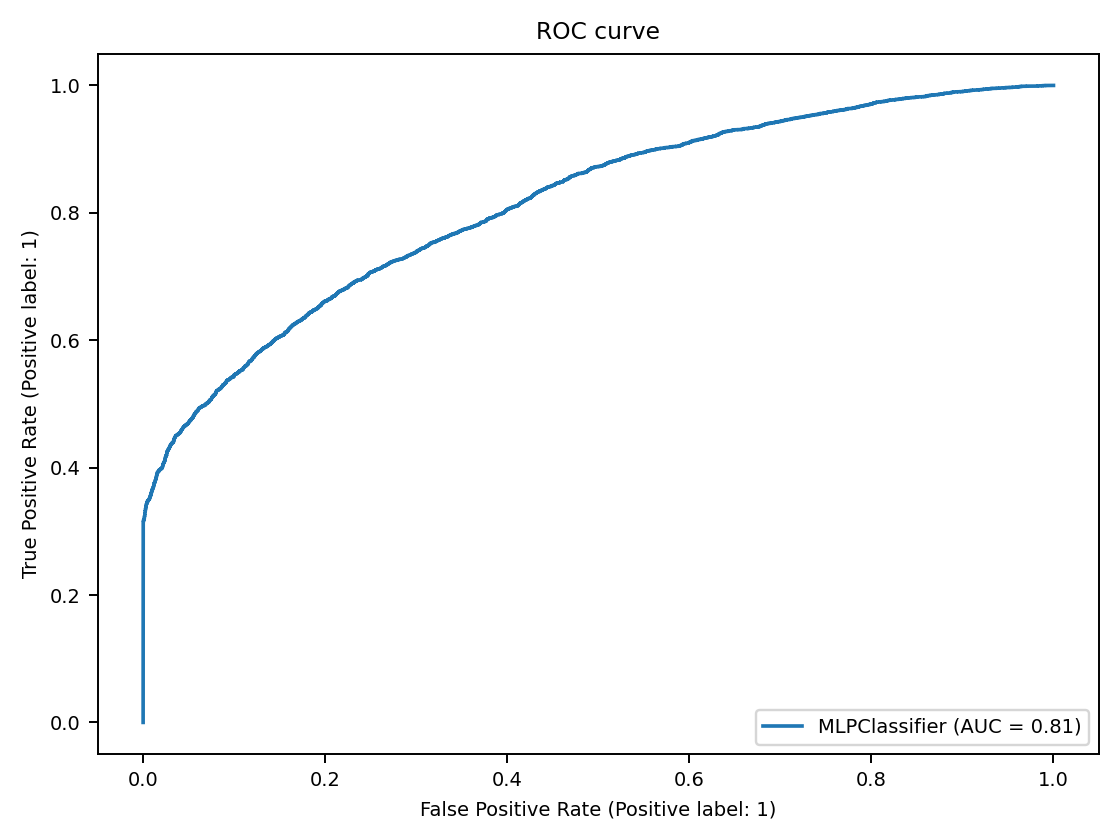 ROC curve
True Positive Rate (Positive label: 1)
1.0
0.8
0.6
0.4
0.2
0.0
MLPClassifier (AUC = 0.81)
0.0 0.2 0.4 0.6 0.8 1.0
False Positive Rate (Positive label: 1)